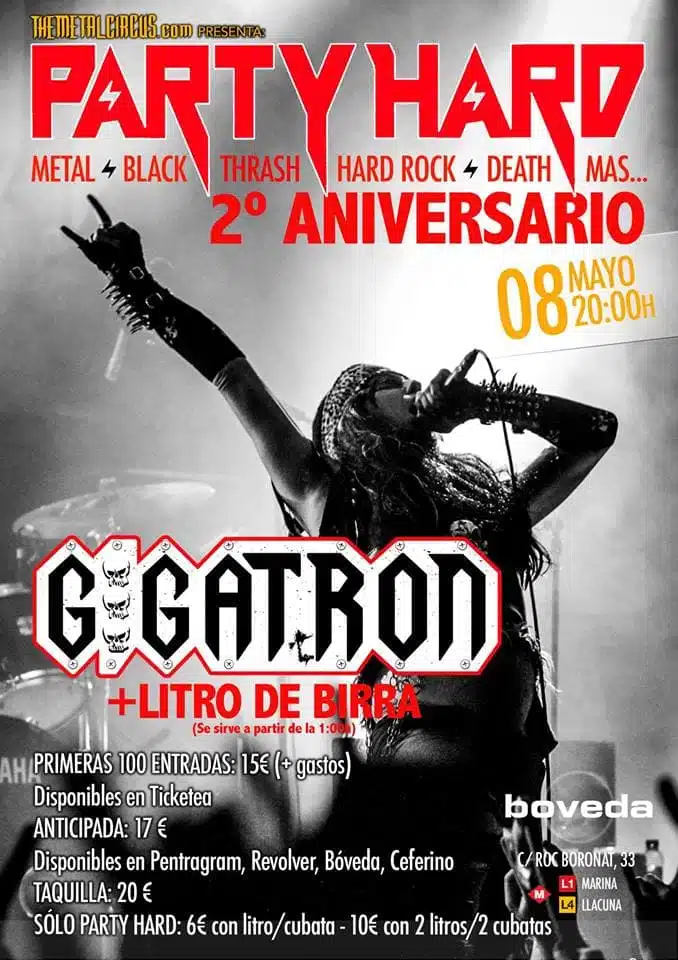 THEMETALCIRCUS.com PRESENTA:
PARTY HARD
METAL BLACK THRASH HARD ROCK DEATH MAS...
2º ANIVERSARIO
08 MAYO
20:00H
GIGATRON
+LITRO DE BIRRA
(Se sirve a partir de la 1:00h)
PRIMERAS 100 ENTRADAS: 15€ (+ gastos)
Disponibles en Ticketea
ANTICIPADA: 17 €
Disponibles en Pentagram, Revolver, Bóveda, Ceferino
TAQUILLA: 20 €
SÓLO PARTY HARD: 6€ con litro/cubata - 10€ con 2 litros/2 cubatas
boveda
C/ ROC BORONAT, 33
M L1 MARINA
L4 LLACUNA
AHA